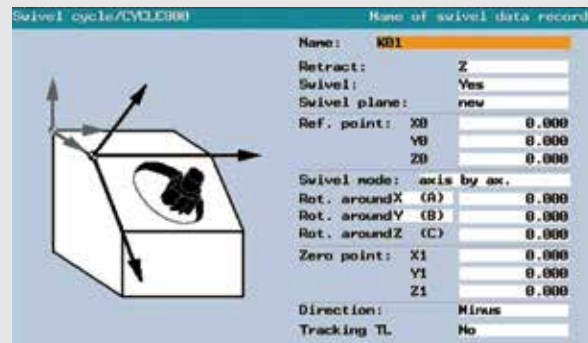 Swivel cycle/CYCLE800 Name of swivel data record
Name: K01
Retract: Z
Swivel: Yes
Swivel plane: new
Ref. point: X0 0.000
Y0 0.000
Z0 0.000
Swivel mode: axis by ax.
Rot. aroundX (A) 0.000
Rot. aroundY (B) 0.000
Rot. aroundZ (C) 0.000
Zero point: X1 0.000
Y1 0.000
Z1 0.000
Direction: Minus
Tracking TL No